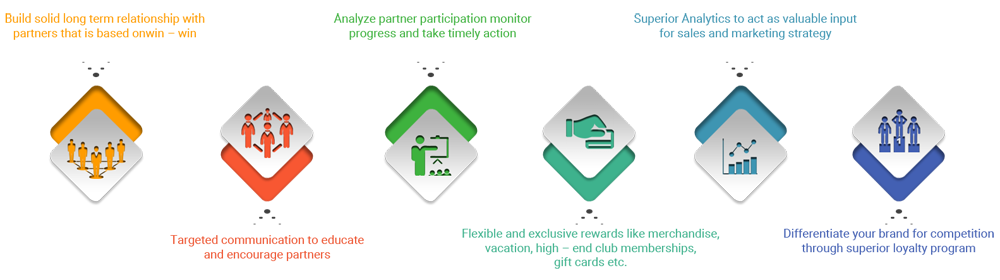 Build solid long term relationship with
partners that is based onwin – win
Analyze partner participation monitor
progress and take timely action
Superior Analytics to act as valuable input
for sales and marketing strategy
Targeted communication to educate
and encourage partners
Flexible and exclusive rewards like merchandise,
vacation, high – end club memberships,
gift cards etc.
Differentiate your brand for competition
through superior loyalty program